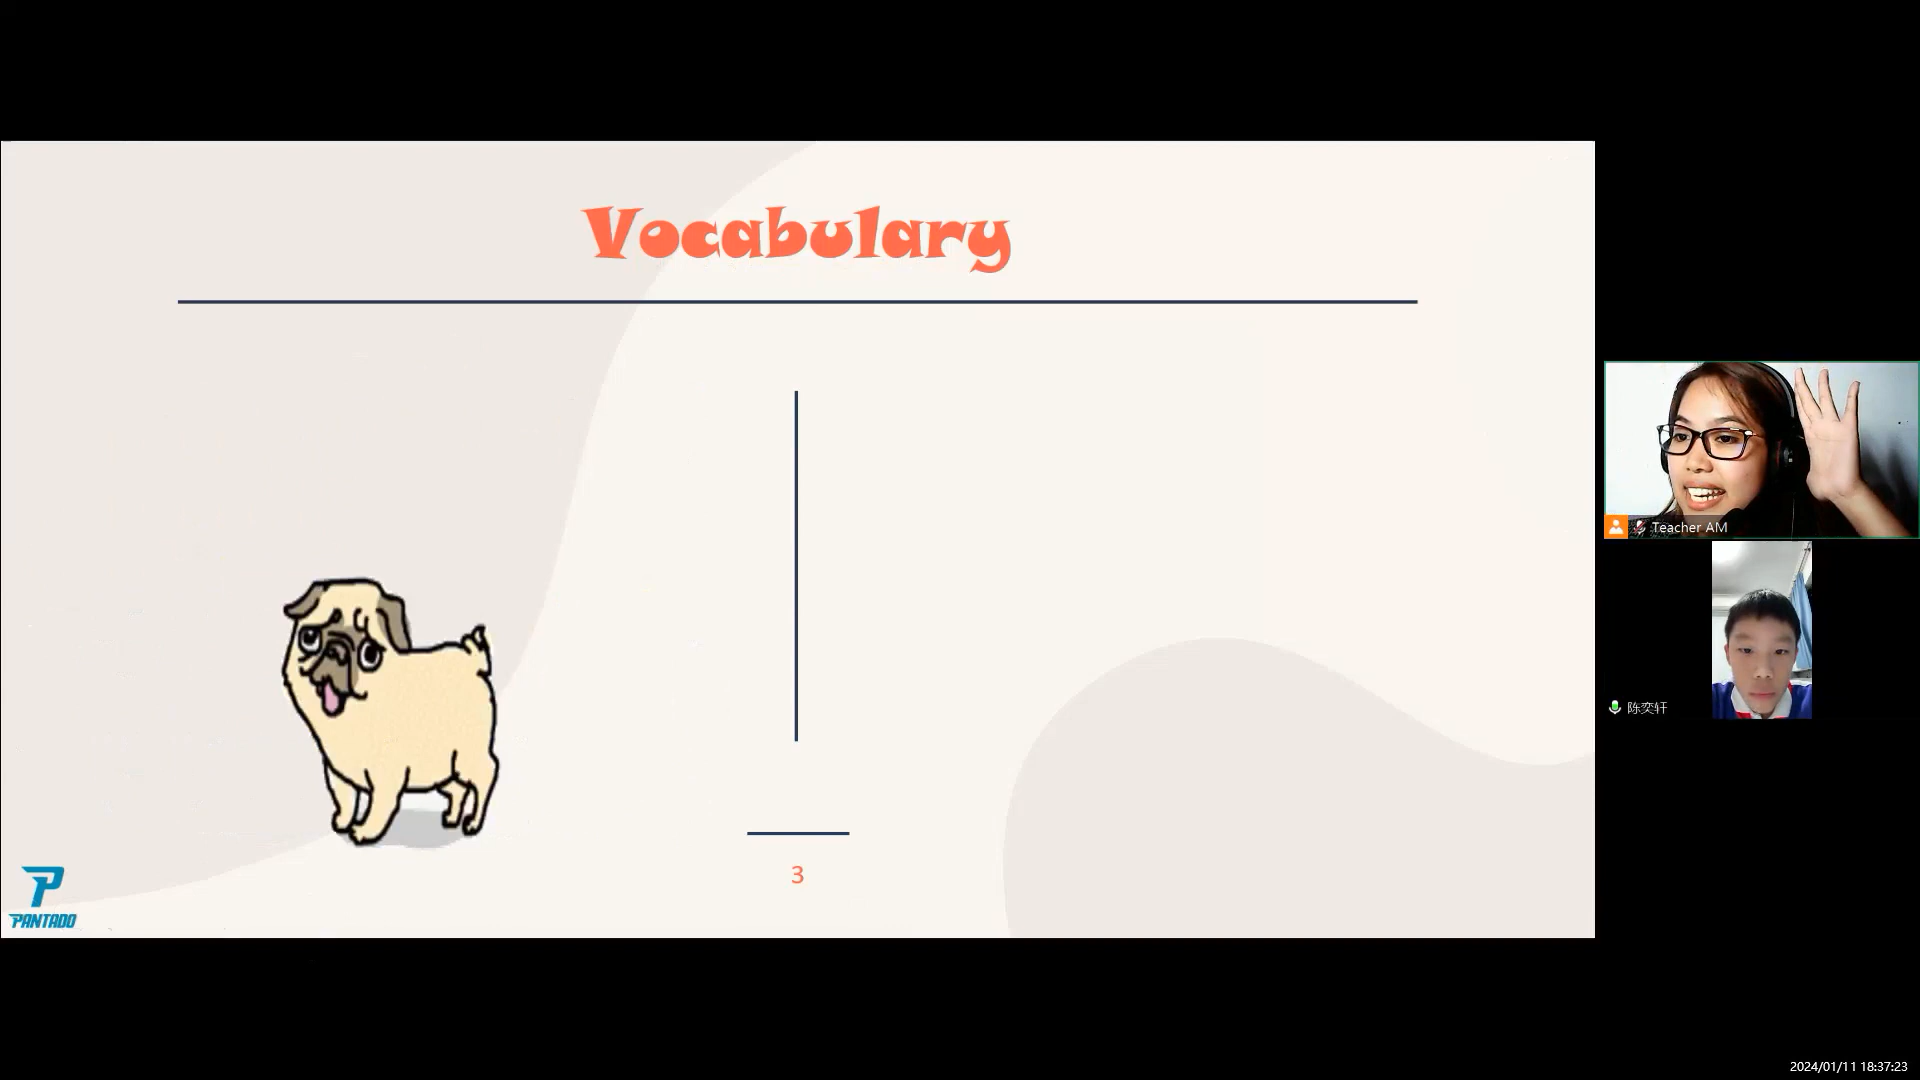 Vocabulary
3
PANTADO
Teacher AM
陈奕轩
2024/01/11 18:37:23